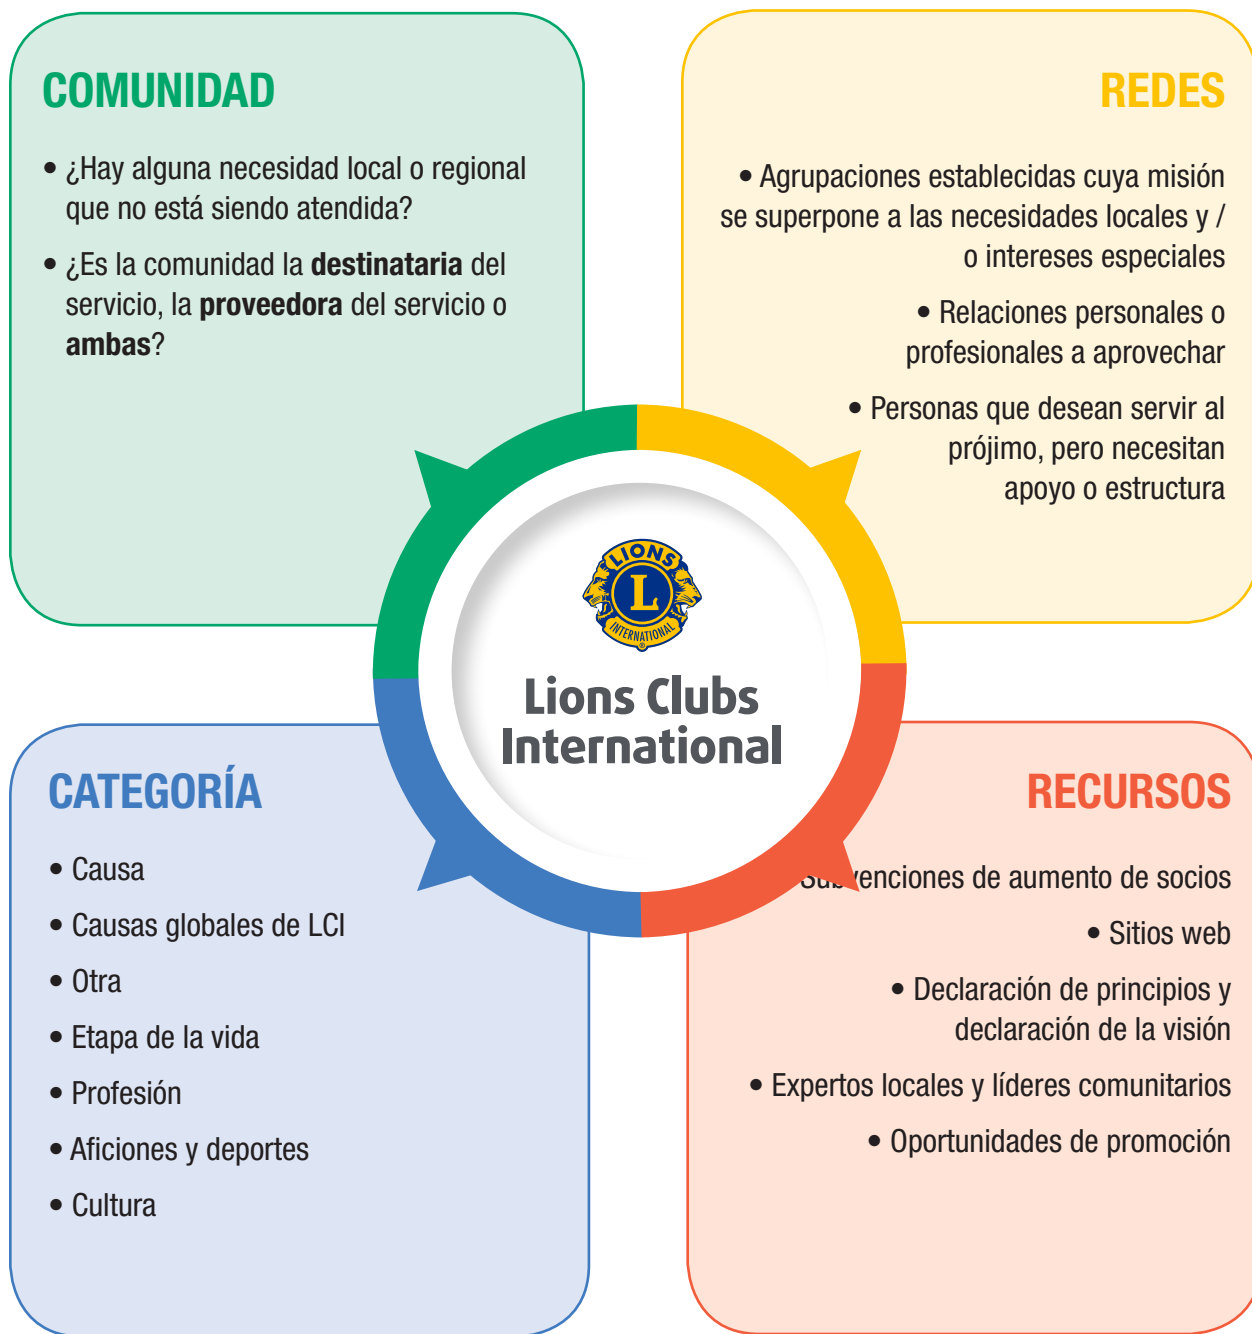 COMUNIDAD
• ¿Hay alguna necesidad local o regional
que no está siendo atendida?
• ¿Es la comunidad la destinataria del
servicio, la proveedora del servicio o
ambas?
REDES
• Agrupaciones establecidas cuya misión
se superpone a las necesidades locales y /
o intereses especiales
• Relaciones personales o
profesionales a aprovechar
• Personas que desean servir al
prójimo, pero necesitan
apoyo o estructura
LIONS
L
INTERNATIONAL
®
Lions Clubs
International
CATEGORÍA
• Causa
• Causas globales de LCI
• Otra
• Etapa de la vida
• Profesión
• Aficiones y deportes
• Cultura
RECURSOS
Subvenciones de aumento de socios
• Sitios web
• Declaración de principios y
declaración de la visión
• Expertos locales y líderes comunitarios
• Oportunidades de promoción